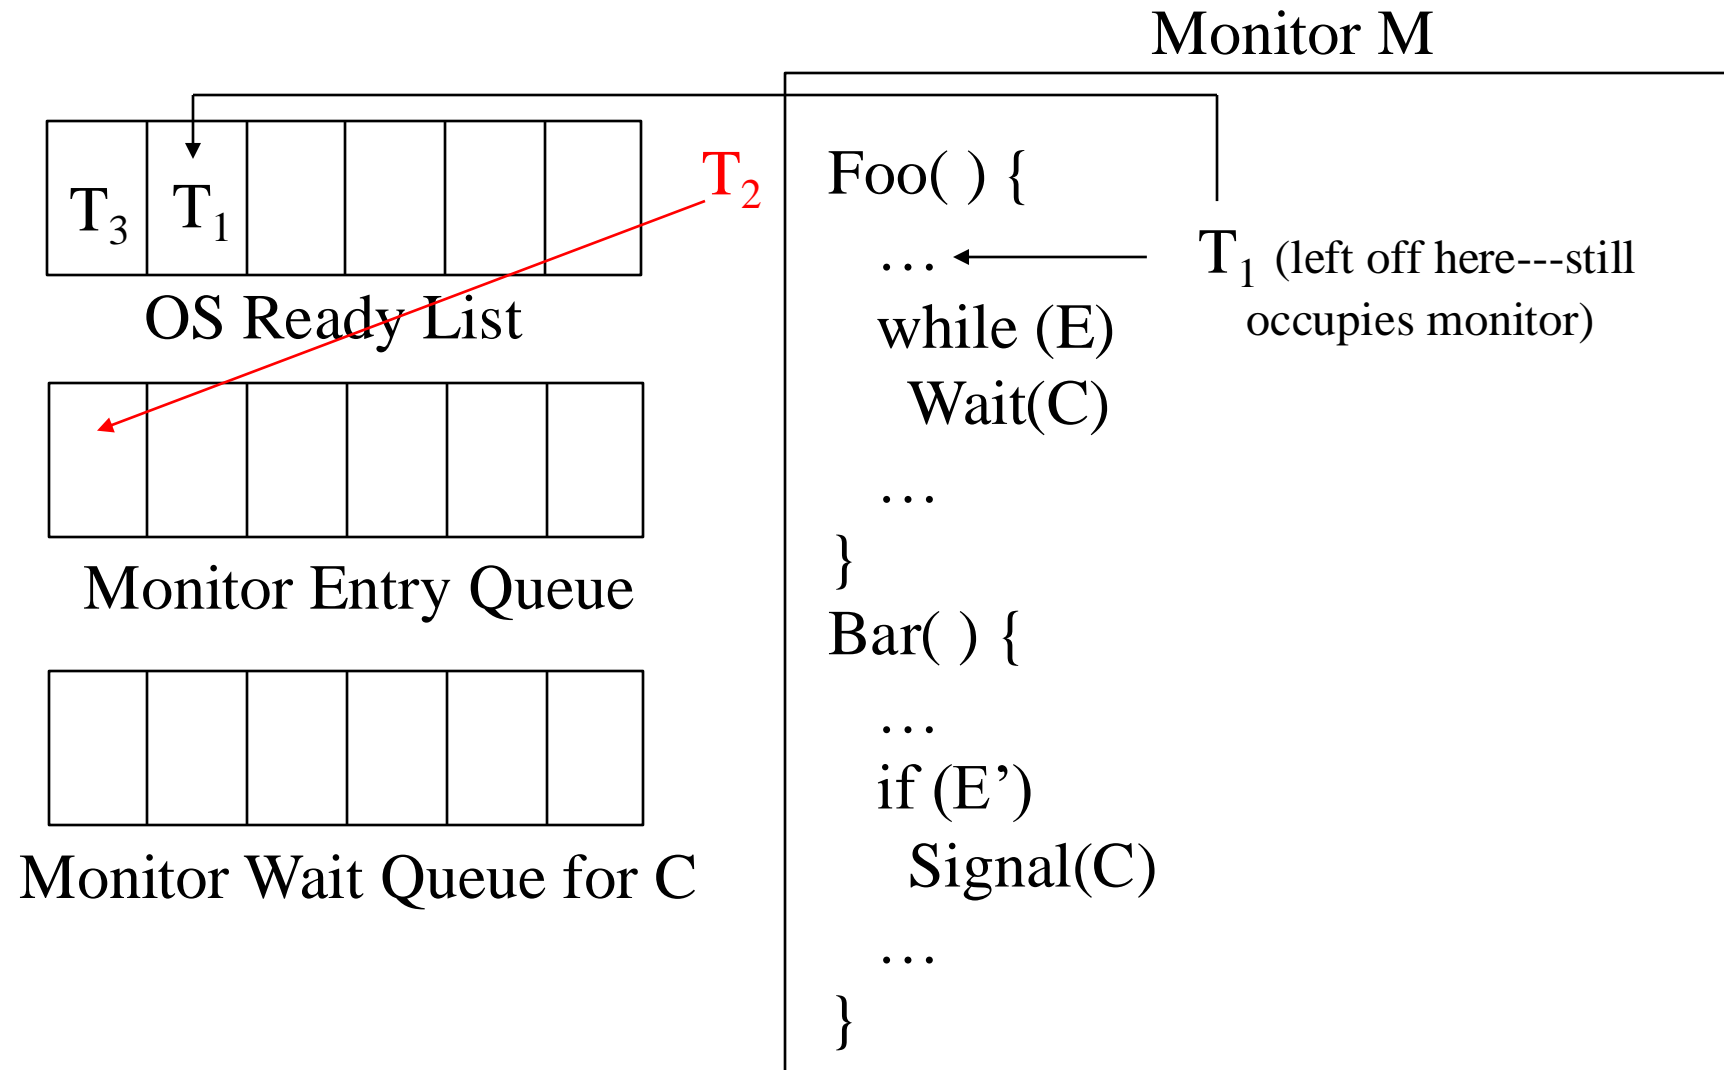 Monitor M
T₃
T₁
OS Ready List
T₂
Monitor Entry Queue
Monitor Wait Queue for C
Foo( ) {
…
while (E)
Wait(C)
…
}
Bar( ) {
…
if (E’)
Signal(C)
…
}
T₁ (left off here---still
occupies monitor)